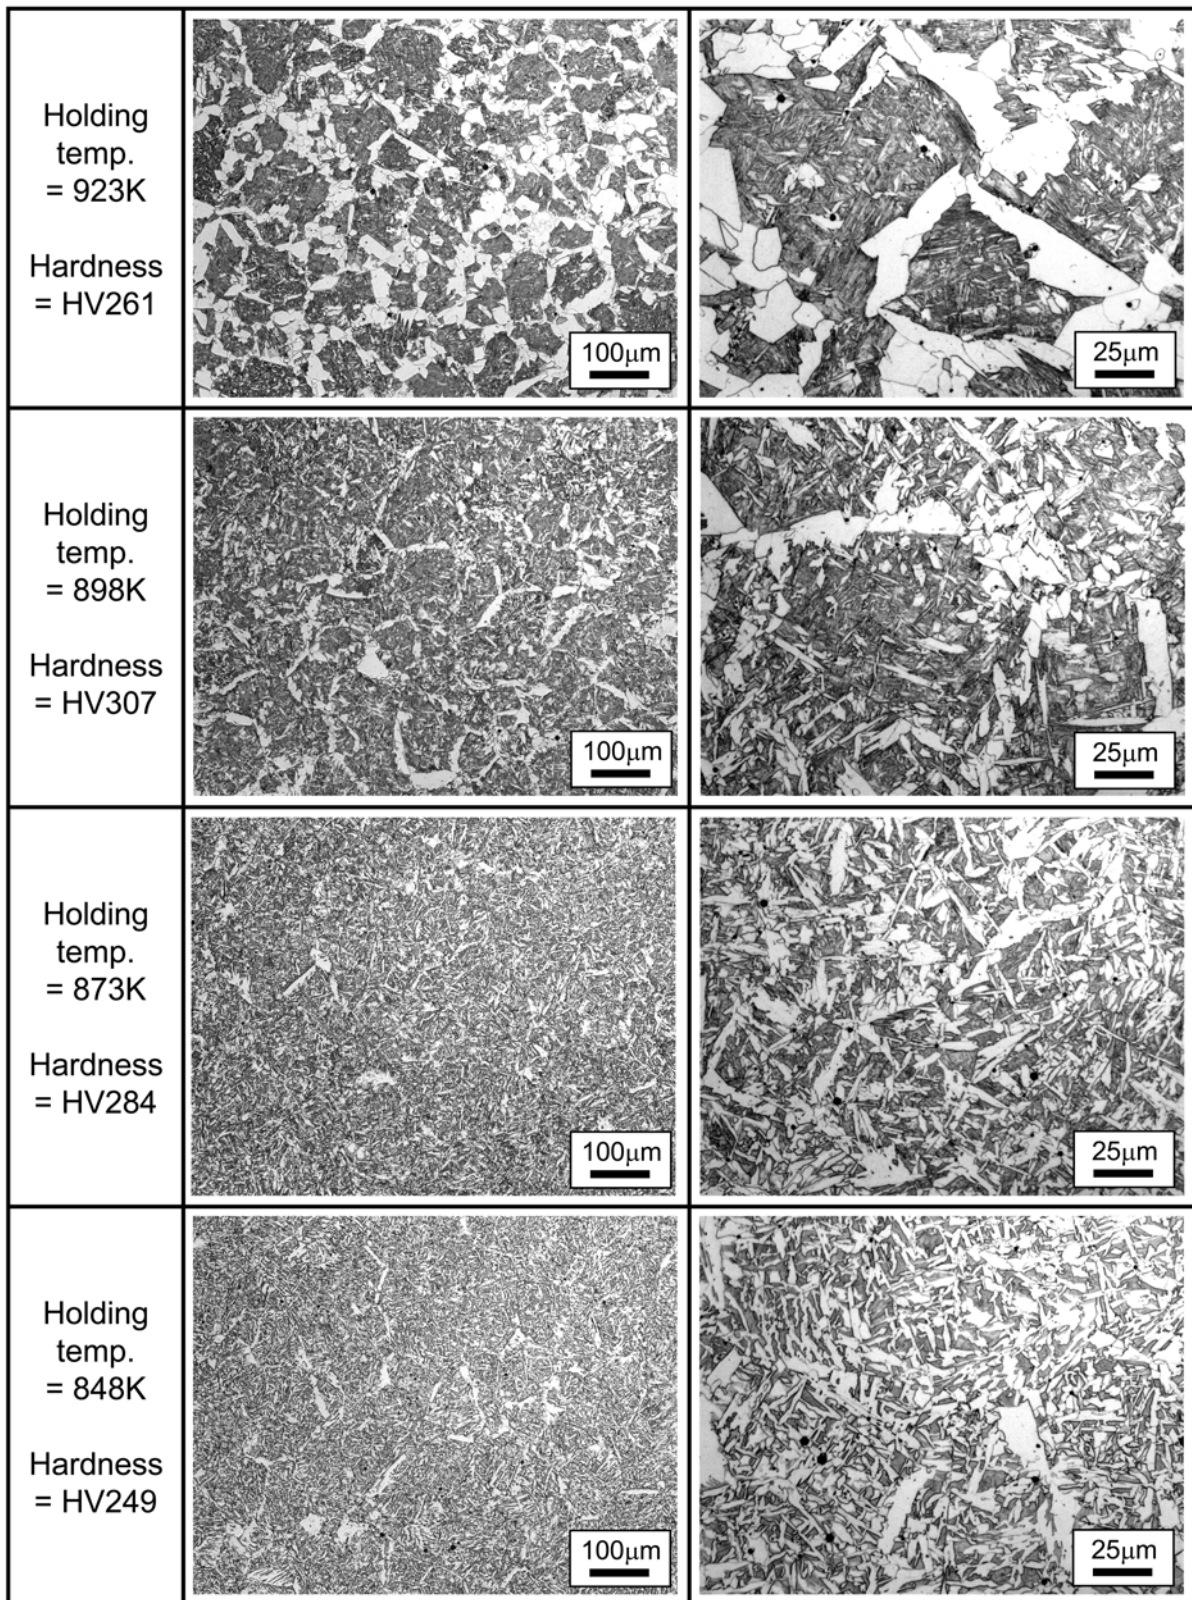 Holding
temp.
= 923K
Hardness
= HV261
100μm
25μm
Holding
temp.
= 898K
Hardness
= HV307
100μm
25μm
Holding
temp.
= 873K
Hardness
= HV284
100μm
25μm
Holding
temp.
= 848K
Hardness
= HV249
100μm
25μm